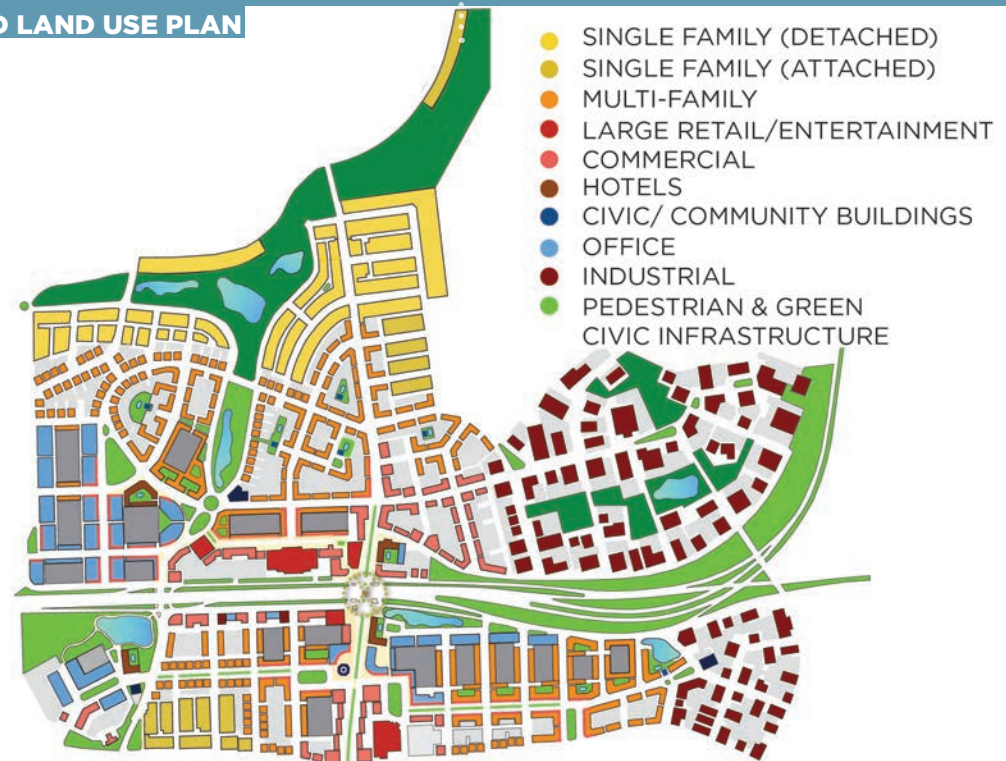 D LAND USE PLAN
SINGLE FAMILY (DETACHED)
SINGLE FAMILY (ATTACHED)
MULTI-FAMILY
LARGE RETAIL/ENTERTAINMENT
COMMERCIAL
HOTELS
CIVIC/ COMMUNITY BUILDINGS
OFFICE
INDUSTRIAL
PEDESTRIAN & GREEN
CIVIC INFRASTRUCTURE